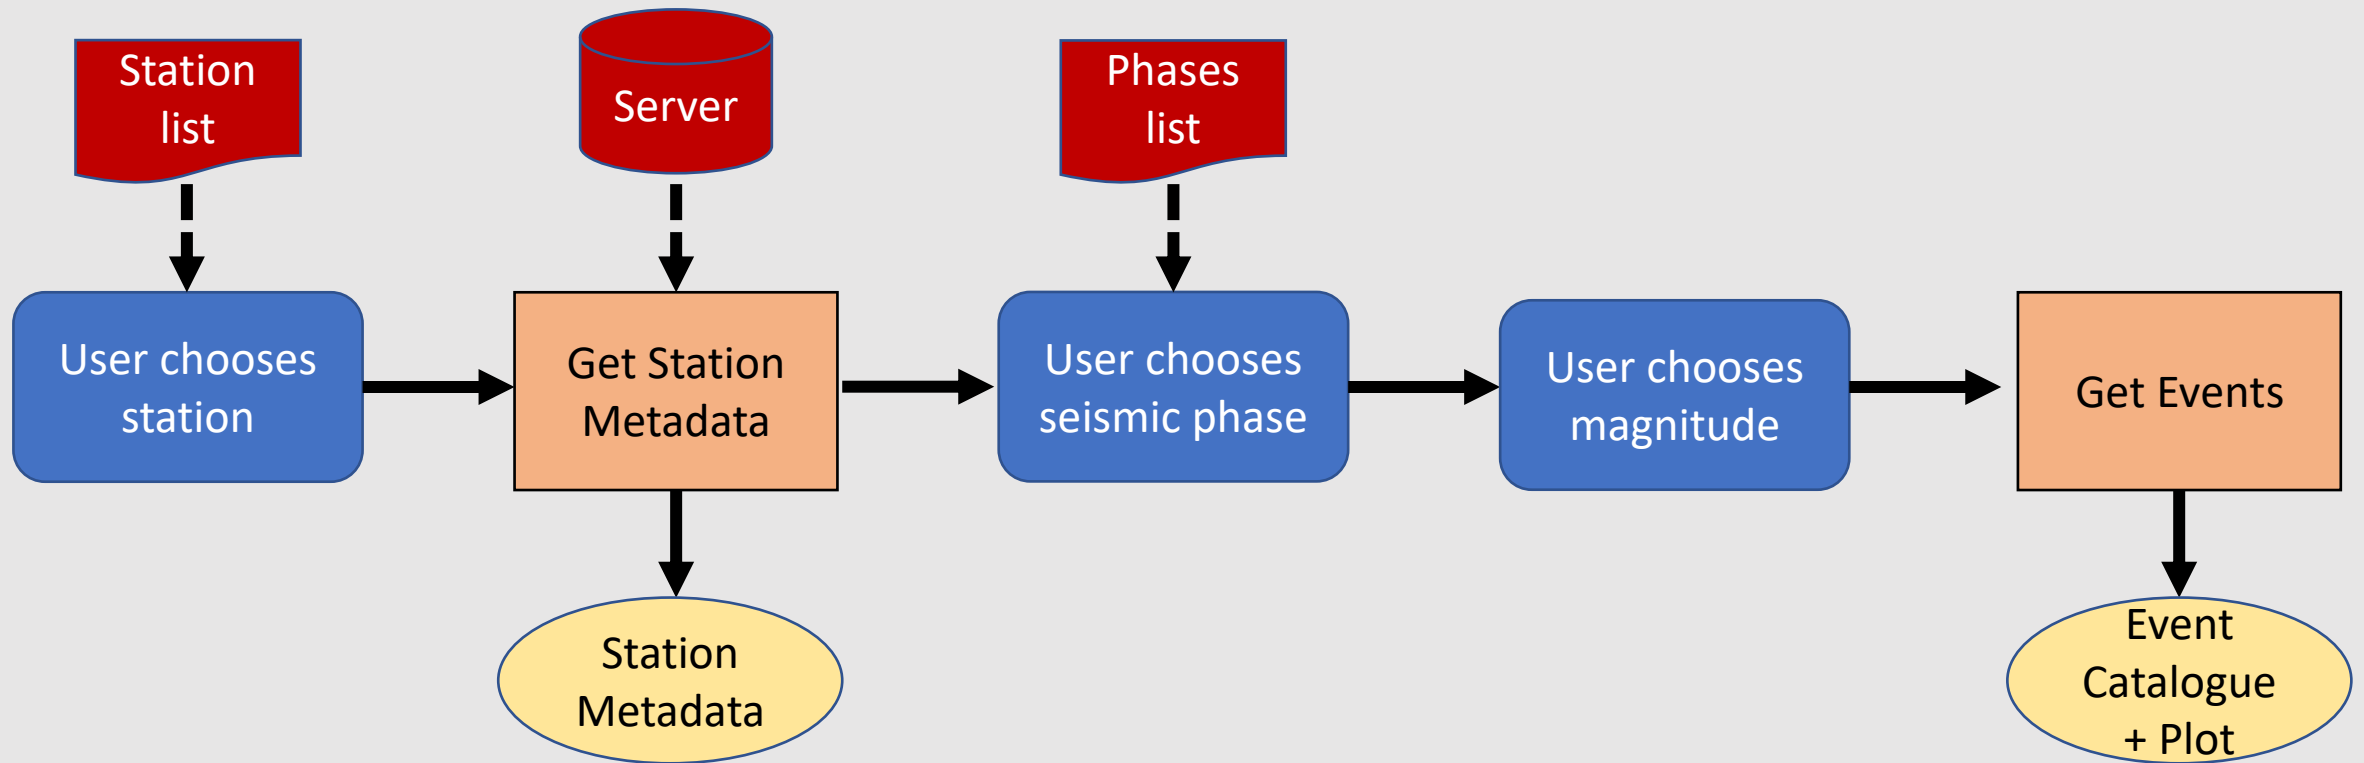 Station
list
Server
Phases
list
User chooses
station
Get Station
Metadata
User chooses
seismic phase
User chooses
magnitude
Get Events
Station
Metadata
Event
Catalogue
+ Plot